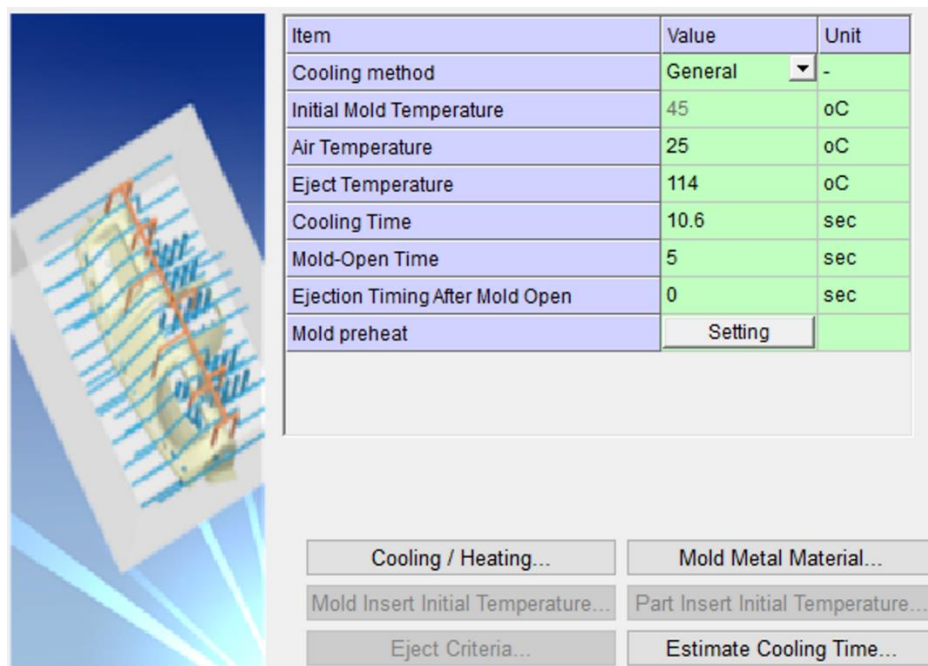 Item Value Unit
Cooling method General -
Initial Mold Temperature 45 oC
Air Temperature 25 oC
Eject Temperature 114 oC
Cooling Time 10.6 sec
Mold-Open Time 5 sec
Ejection Timing After Mold Open 0 sec
Mold preheat Setting
Cooling / Heating... Mold Metal Material...
Mold Insert Initial Temperature... Part Insert Initial Temperature...
Eject Criteria... Estimate Cooling Time...